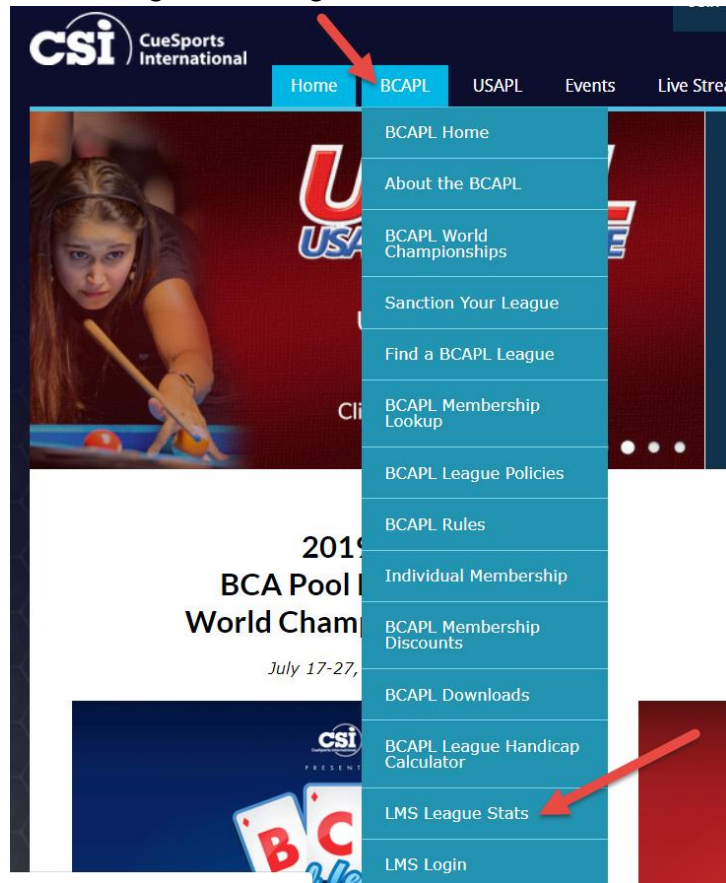 CSI CueSports
International
Home BCAPL USAPL Events Live
BCAPL Home
About the BCAPL
BCAPL World
Championships
Sanction Your League
Find a BCAPL League
BCAPL Membership
Lookup
BCAPL League Policies
BCAPL Rules
Individual Membership
BCAPL Membership
Discounts
BCAPL Downloads
BCAPL League Handicap
Calculator
LMS League Stats
LMS Login
BCA Pool
World
July 17-27,
CSI